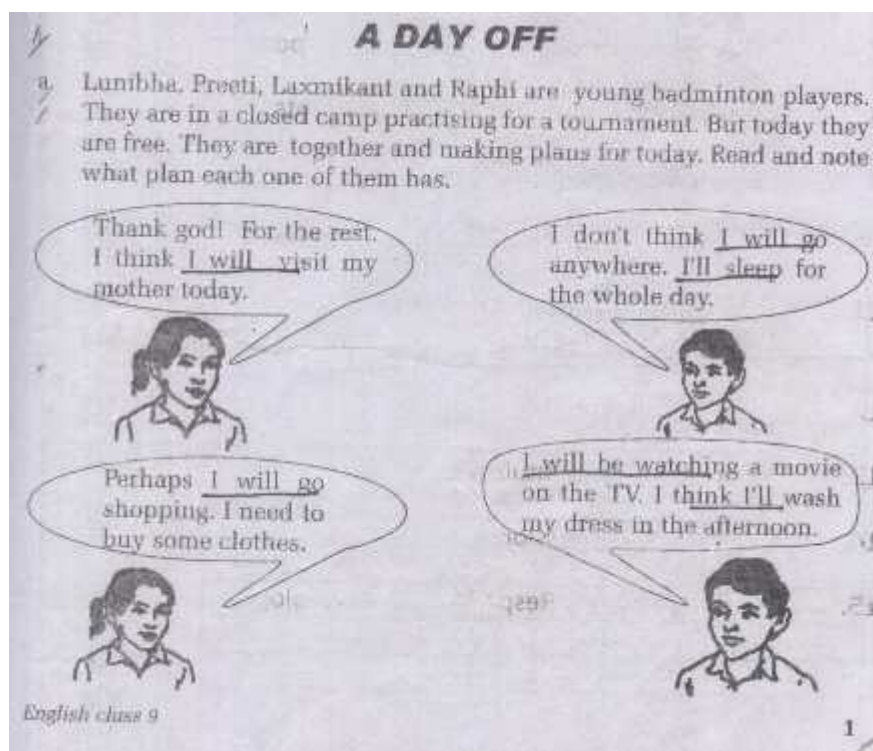 A DAY OFF
a. Lunibha, Preeti, Laxmikant and Raphi are young badminton players.
They are in a closed camp practising for a tournament. But today they
are free. They are together and making plans for today. Read and note
what plan each one of them has.
Thank god! For the rest.
I think I will visit my
mother today.
I don't think I will go
anywhere. I'll sleep for
the whole day.
Perhaps I will go
shopping. I need to
buy some clothes.
I will be watching a movie
on the TV. I think I'll wash
my dress in the afternoon.
English class 9
1